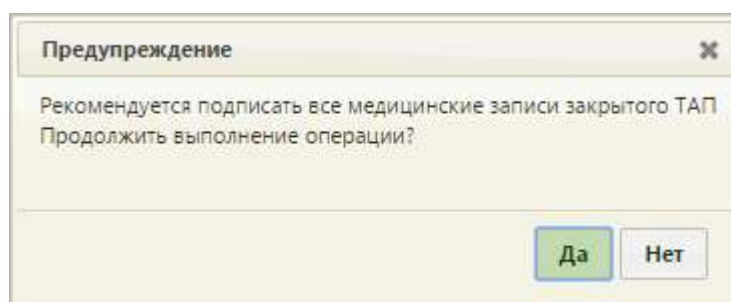 Предупреждение
Рекомендуется подписать все медицинские записи закрытого ТАП
Продолжить выполнение операции?
Да Нет